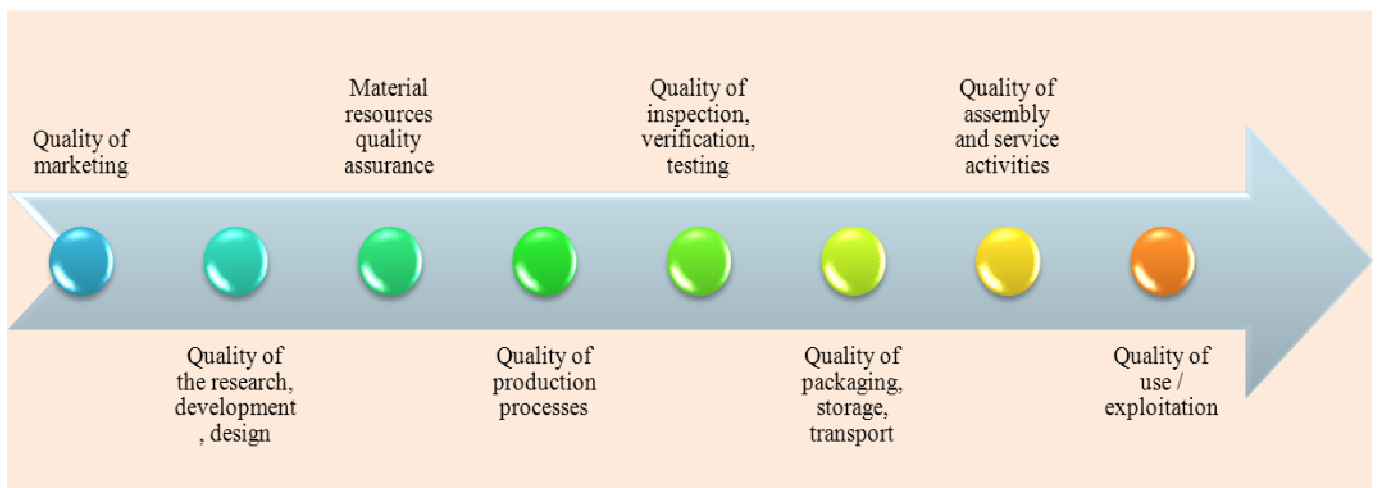 Quality of
marketing
Quality of
the research,
development
, design
Material
resources
quality
assurance
Quality of
production
processes
Quality of
inspection,
verification,
testing
Quality of
packaging,
storage,
transport
Quality of
assembly
and service
activities
Quality of
use /
exploitation